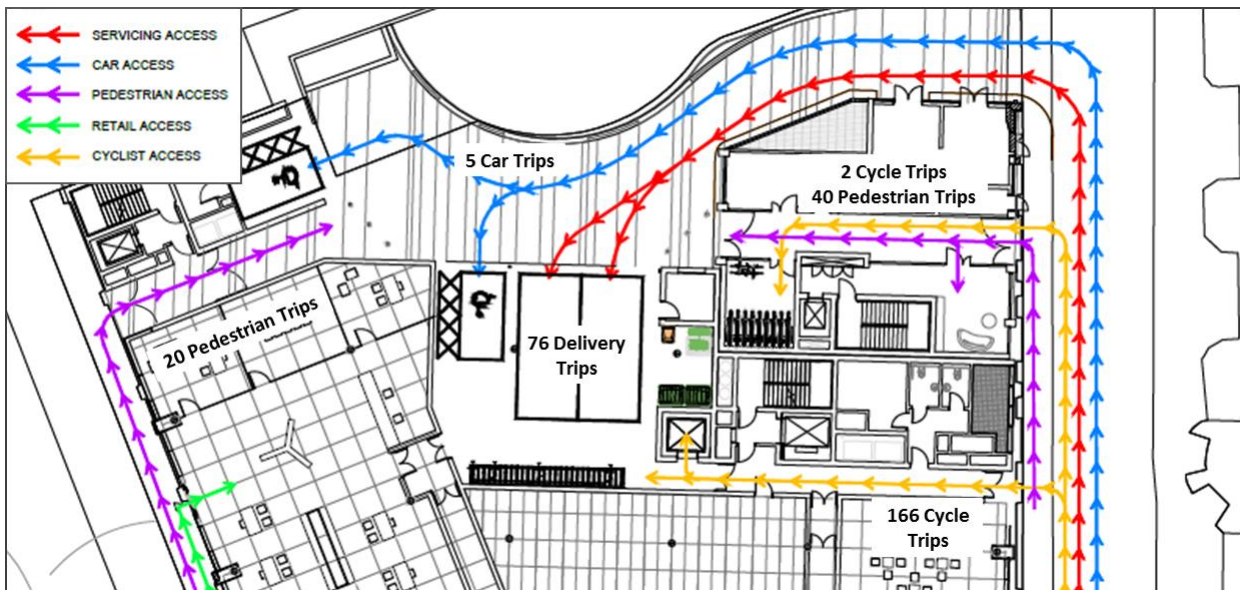 SERVICING ACCESS
CAR ACCESS
PEDESTRIAN ACCESS
RETAIL ACCESS
CYCLIST ACCESS
5 Car Trips
2 Cycle Trips
40 Pedestrian Trips
20 Pedestrian Trips
76 Delivery
Trips
166 Cycle
Trips